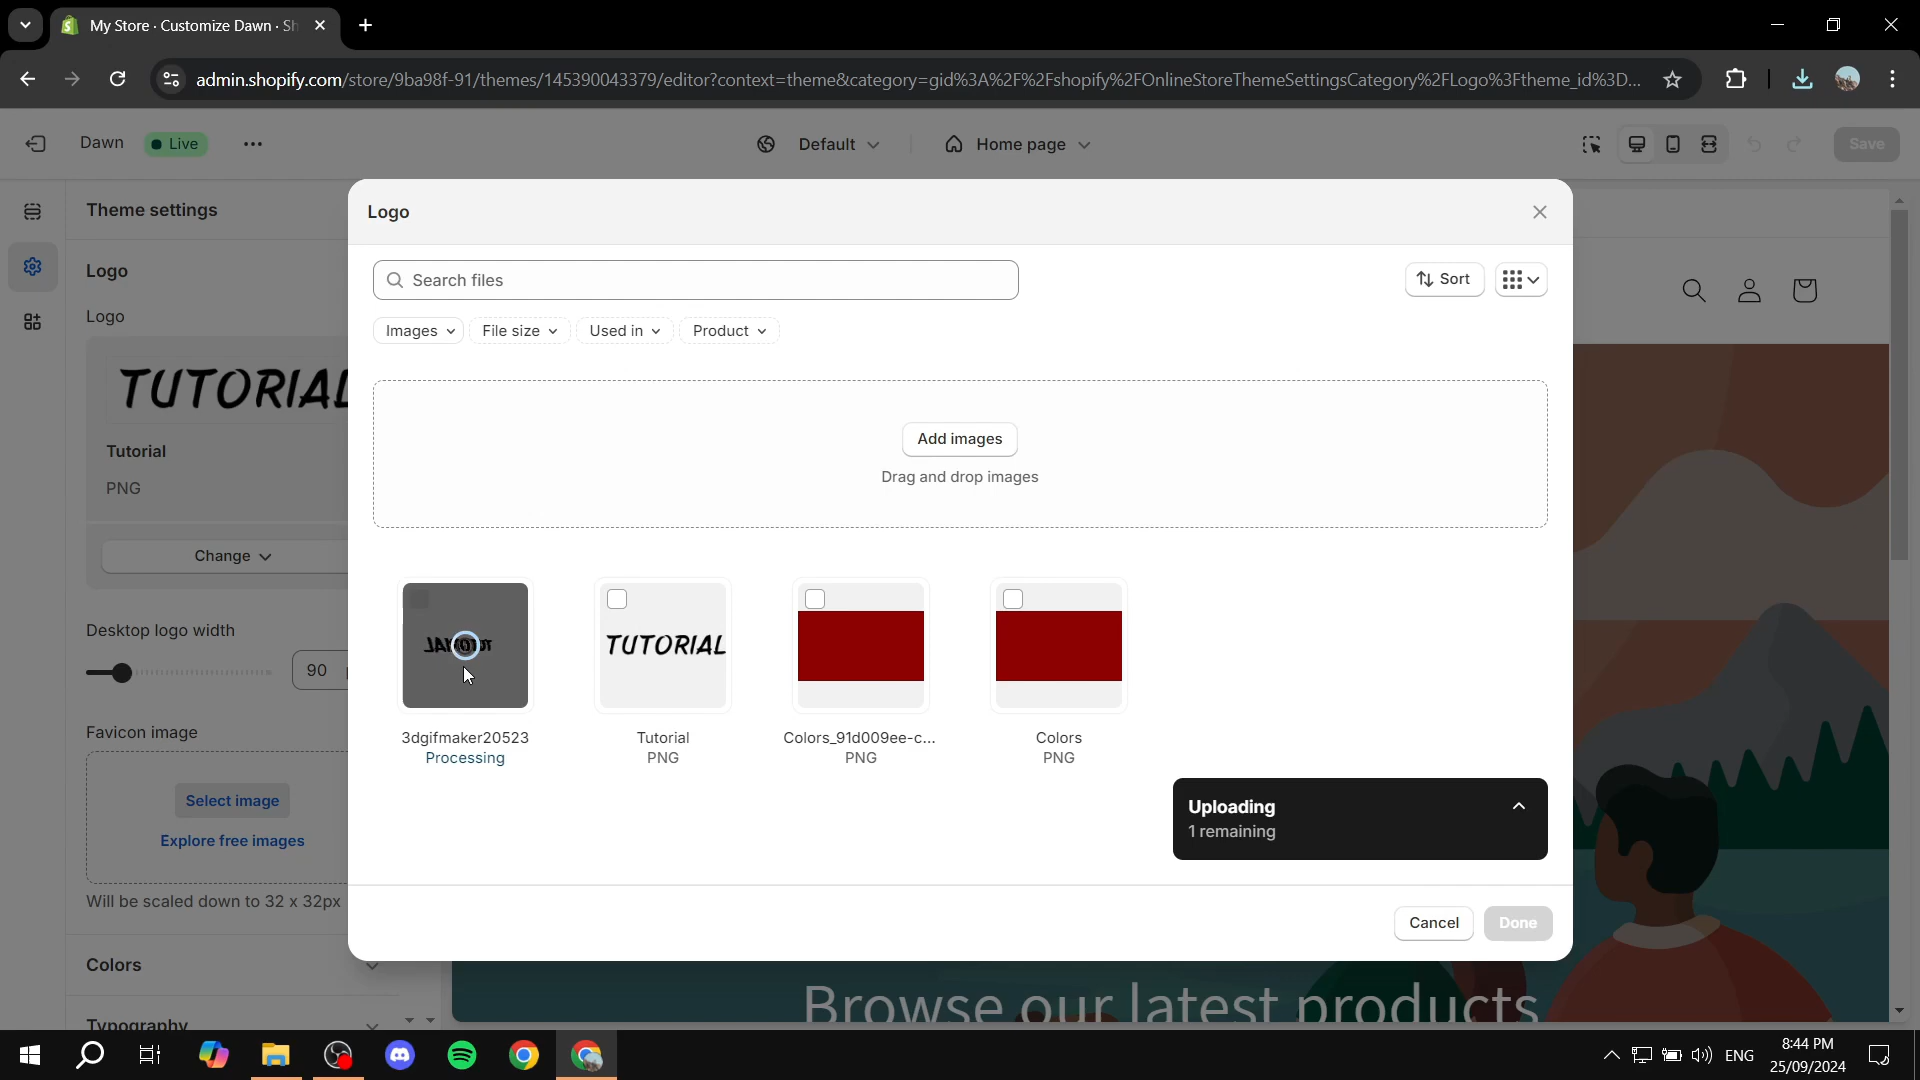 My Store · Customize Dawn · Sh
admin.shopify.com/store/9ba98f-91/themes/145390043379/editor?context=theme&category=gid%3A%2F%2Fshopify%2FOnlineStoreThemeSettingsCategory%2FLogo%3Ftheme_id%3D...
Dawn
Live
Default
Home page
Save
Theme settings
Logo
Logo
TUTORIAL
Tutorial
PNG
Change
Desktop logo width
90
Favicon image
Select image
Explore free images
Will be scaled down to 32 x 32px
Colors
Typography
Logo
Search files
Sort
Images
File size
Used in
Product
Add images
Drag and drop images
TUTORIAL
TUTORIAL
3dgifmaker20523
Processing
Tutorial
PNG
Colors_91d009ee-c...
PNG
Colors
PNG
Uploading
1 remaining
Cancel
Done
Browse our latest products
ENG
8:44 PM
25/09/2024